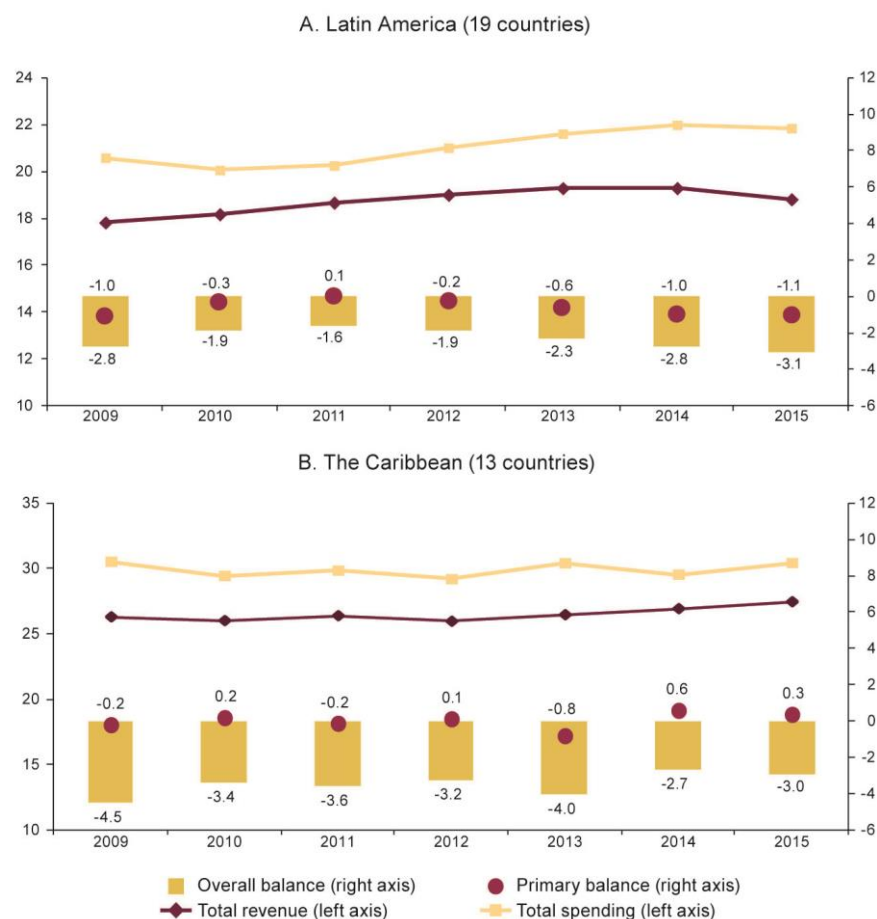 A. Latin America (19 countries)
24 12
22 10
20 8
18 6
16 4
14 2
12 0
10 -2
-4
-6
-1.0 -0.3 0.1 -0.2 -0.6 -1.0 -1.1
-2.8 -1.9 -1.6 -1.9 -2.3 -2.8 -3.1
2009 2010 2011 2012 2013 2014 2015
B. The Caribbean (13 countries)
35 12
30 10
25 8
20 6
15 4
10 2
0
-2
-4
-6
-0.2 0.2 -0.2 0.1 -0.8 0.6 0.3
-4.5 -3.4 -3.6 -3.2 -4.0 -2.7 -3.0
2009 2010 2011 2012 2013 2014 2015
Overall balance (right axis) Primary balance (right axis)
Total revenue (left axis) Total spending (left axis)